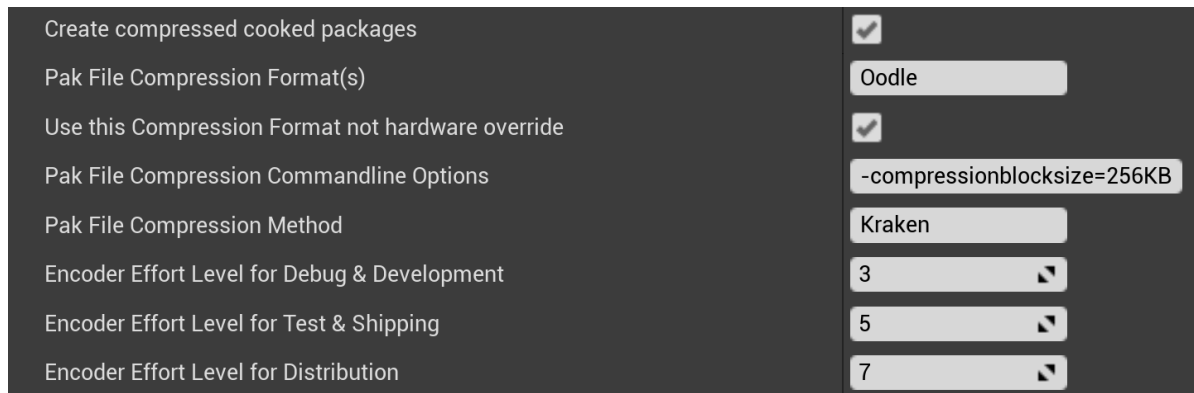 Create compressed cooked packages
Pak File Compression Format(s) Oodle
Use this Compression Format not hardware override
Pak File Compression Commandline Options -compressionblocksize=256KB
Pak File Compression Method Kraken
Encoder Effort Level for Debug & Development 3
Encoder Effort Level for Test & Shipping 5
Encoder Effort Level for Distribution 7